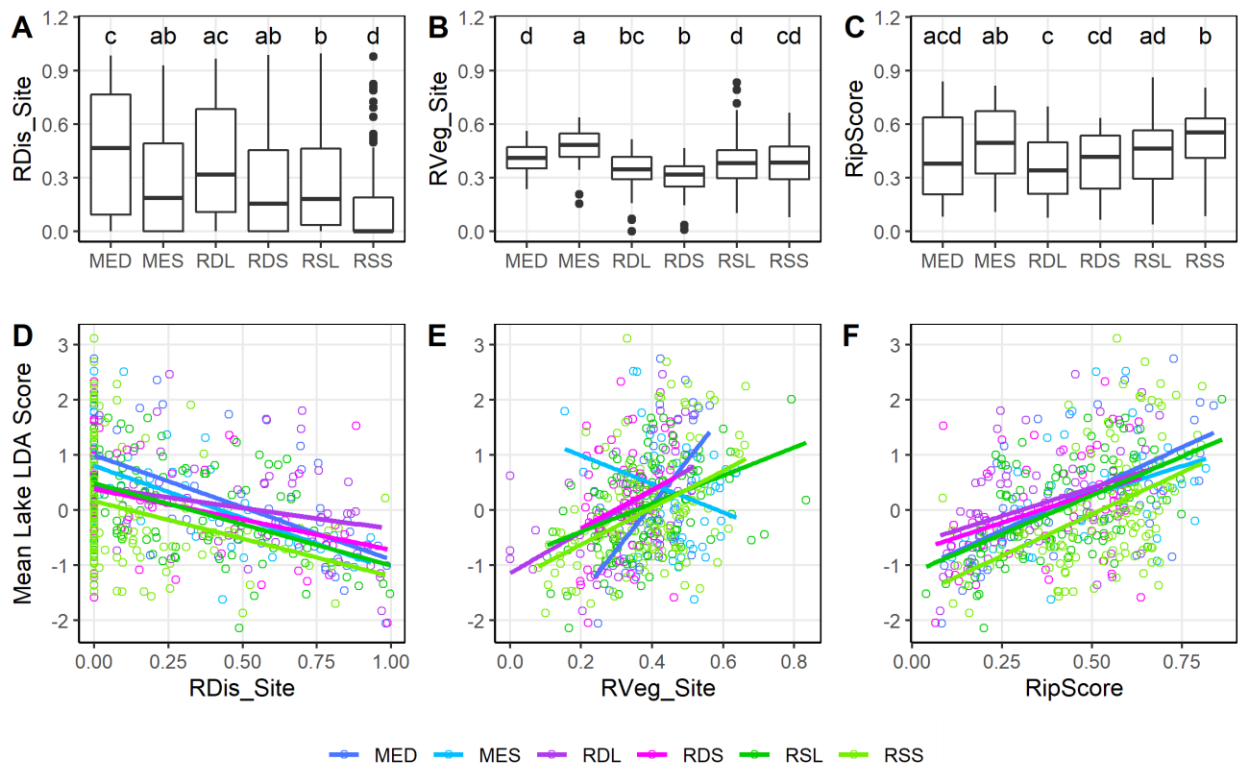 A
B
C
c ab ac ab b d
d a bc b d cd
acd ab c cd ad b
RDis_Site
RVeg_Site
RipScore
1.2
0.9
0.6
0.3
0.0
1.2
0.9
0.6
0.3
0.0
1.2
0.9
0.6
0.3
0.0
MED MES RDL RDS RSL RSS
MED MES RDL RDS RSL RSS
MED MES RDL RDS RSL RSS
D
E
F
Mean Lake LDA Score
3
2
1
0
-1
-2
3
2
1
0
-1
-2
3
2
1
0
-1
-2
0.00 0.25 0.50 0.75 1.00
0.0 0.2 0.4 0.6 0.8
0.00 0.25 0.50 0.75
RDis_Site
RVeg_Site
RipScore
MED MES RDL RDS RSL RSS